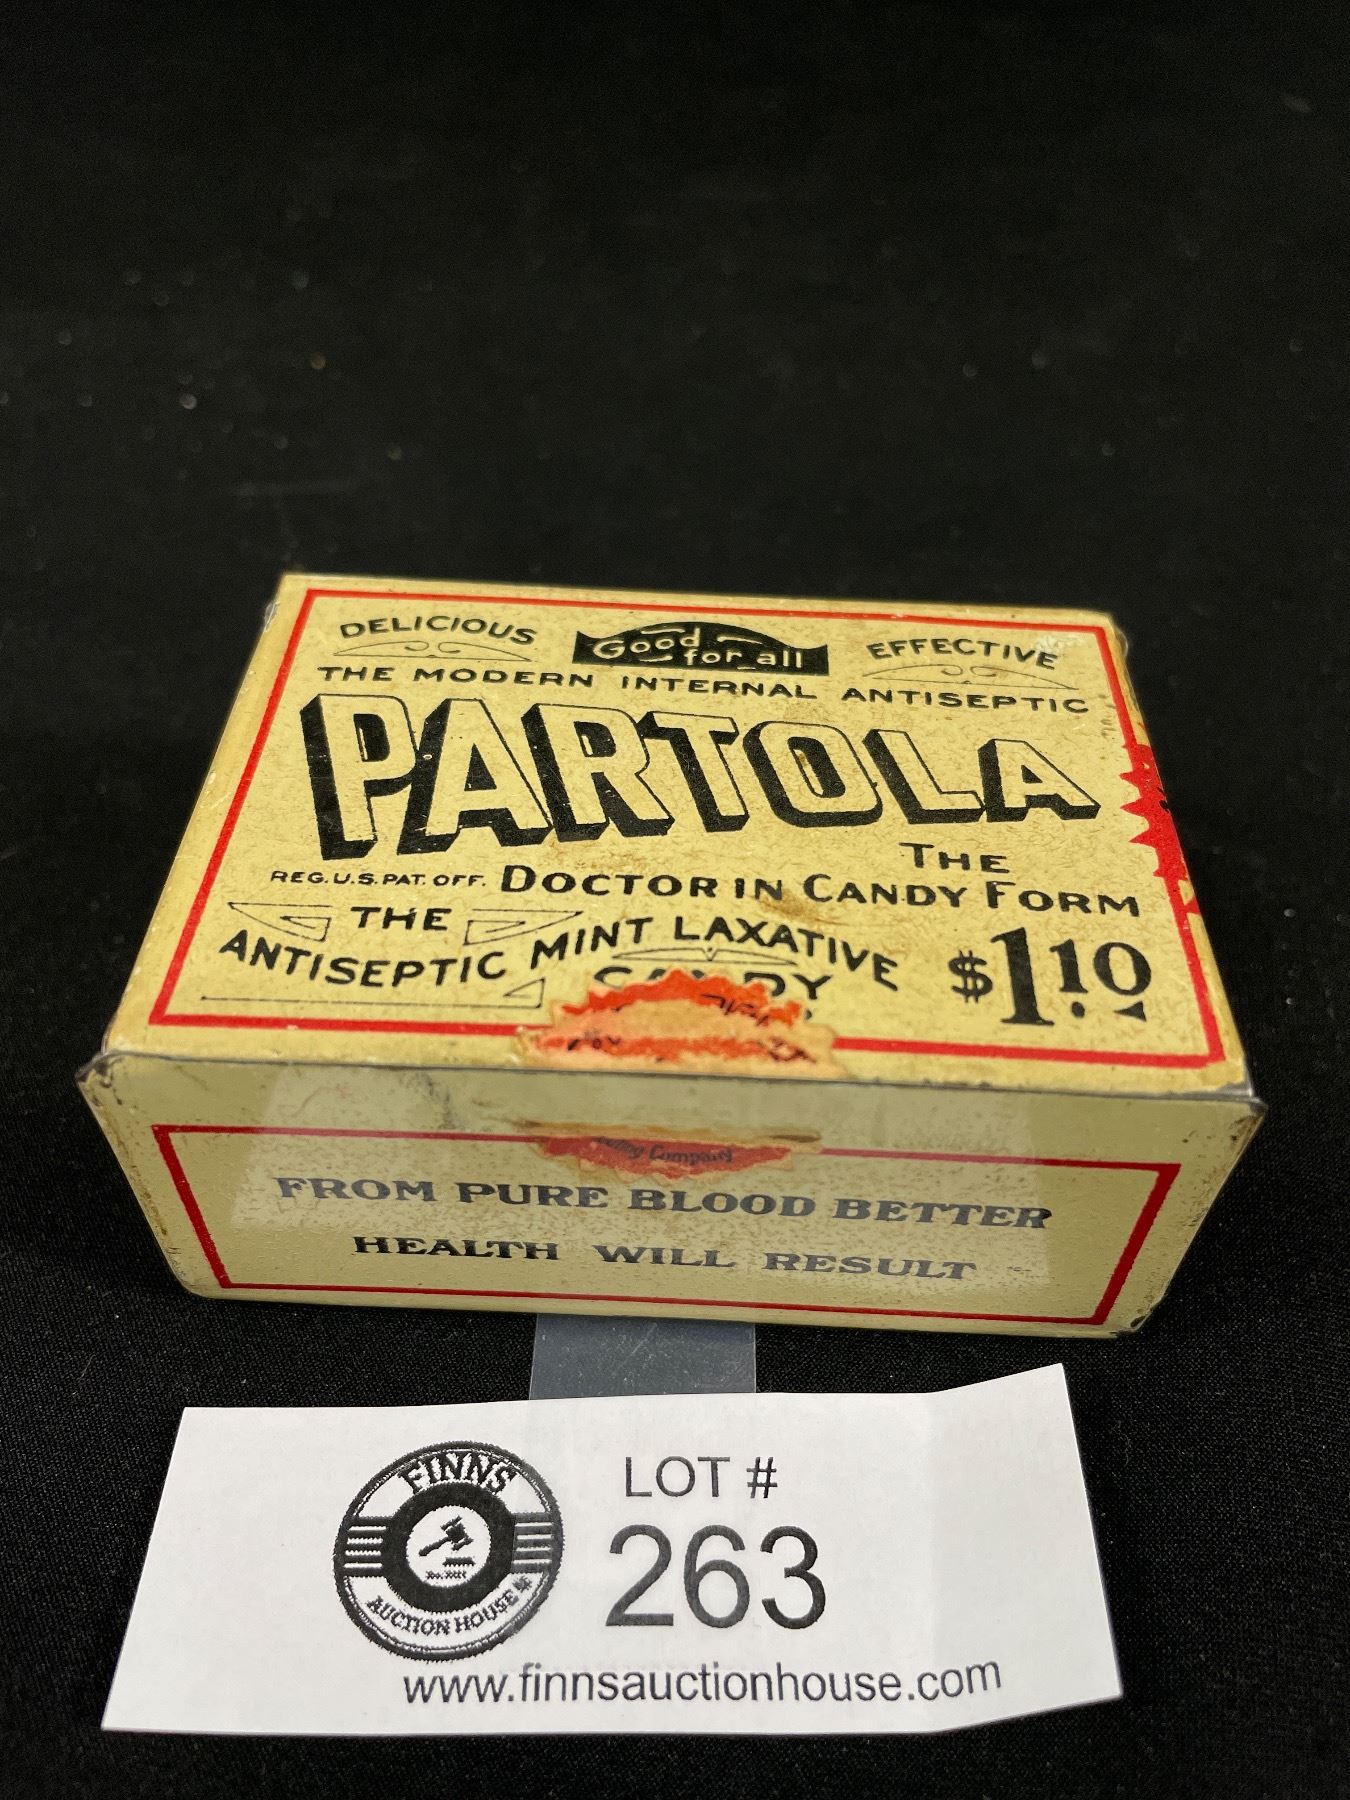 DELICIOUS Good for all EFFECTIVE
THE MODERN INTERNAL ANTISEPTIC
PARTOLA
THE
REG. U.S. PAT. OFF. DOCTOR IN CANDY FORM
THE
ANTISEPTIC MINT LAXATIVE
$1.10
Company
FROM PURE BLOOD BETTER
HEALTH WILL RESULT
FINNS
AUCTION HOUSE
LOT #
263
www.finnsauctionhouse.com